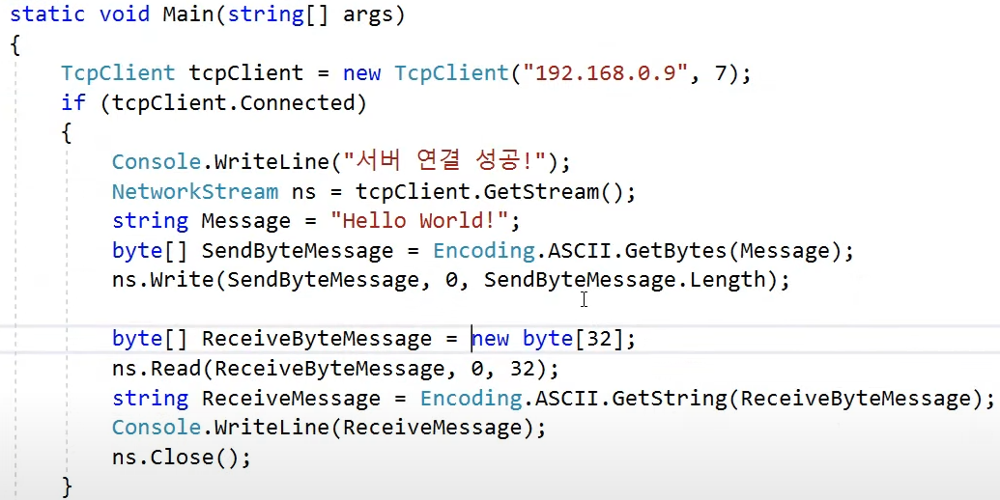 static void Main(string[] args)
{
TcpClient tcpClient = new TcpClient("192.168.0.9", 7);
if (tcpClient.Connected)
{
Console.WriteLine("서버 연결 성공!");
NetworkStream ns = tcpClient.GetStream();
string Message = "Hello World!";
byte[] SendByteMessage = Encoding.ASCII.GetBytes(Message);
ns.Write(SendByteMessage, 0, SendByteMessage.Length);
byte[] ReceiveByteMessage = new byte[32];
ns.Read(ReceiveByteMessage, 0, 32);
string ReceiveMessage = Encoding.ASCII.GetString(ReceiveByteMessage);
Console.WriteLine(ReceiveMessage);
ns.Close();
}